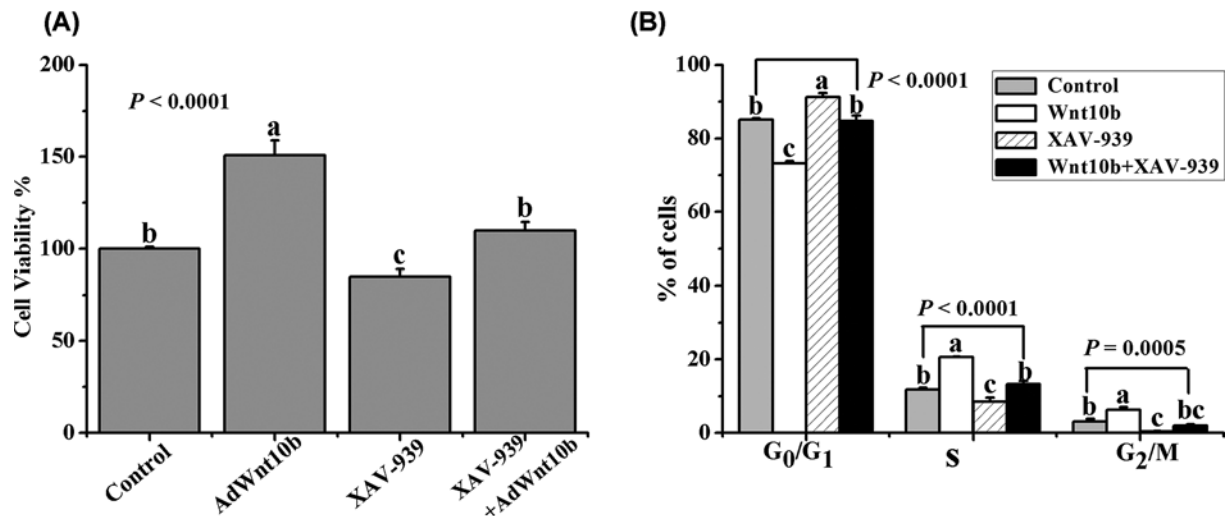 (A)
200
150
100
50
0
Cell Viability %
P < 0.0001
b
a
c
b
Control
AdWnt10b
XAV-939
XAV-939
+AdWnt10b
(B)
100
80
60
40
20
0
% of cells
P < 0.0001
b
c
a
b
Control
Wnt10b
XAV-939
Wnt10b+XAV-939
P < 0.0001
b
a
c
b
P = 0.0005
b
a
c
bc
G0/G1
S
G2/M